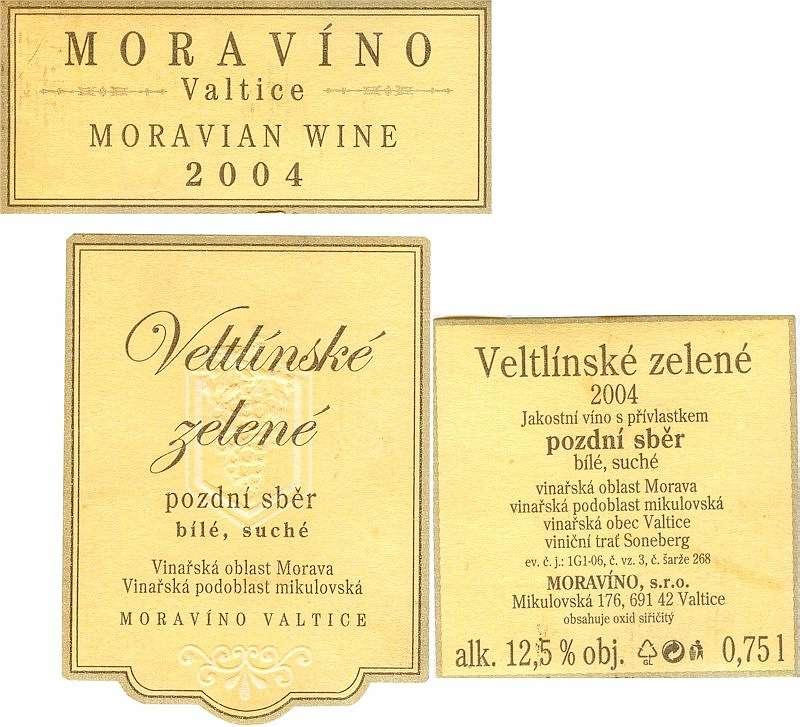 MORAVÍNO
Valtice
MORAVIAN WINE
2004
Veltlínské
zelené
pozdní sběr
bílé, suché
Vinařská oblast Morava
Vinařská podoblast mikulovská
MORAVÍNO VALTICE
Veltlínské zelené
2004
Jakostní víno s přívlastkem
pozdní sběr
bílé, suché
vinařská oblast Morava
vinařská podoblast mikulovská
vinařská obec Valtice
viniční trať Soneberg
ev. č. j.: 1G1-06, č. vz. 3, č. šarže 268
MORAVÍNO, s.r.o.
Mikulovská 176, 691 42 Valtice
obsahuje oxid siřičitý
alk. 12,5 % obj. GL 0,75 l